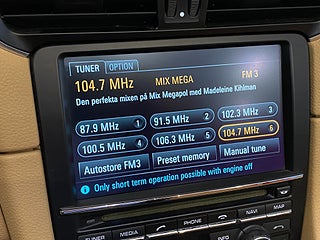 TUNER OPTION
104.7 MHz MIX MEGA FM 3
Den perfekta mixen på Mix Megapol med Madeleine Kihlman
87.9 MHz 1 91.5 MHz 2 102.3 MHz 3
100.5 MHz 4 106.3 MHz 5 104.7 MHz 6
Autostore FM3 Preset memory Manual tune
i Only short term operation possible with engine off
TUNER MEDIA PHONE NAVI MAP
INFO